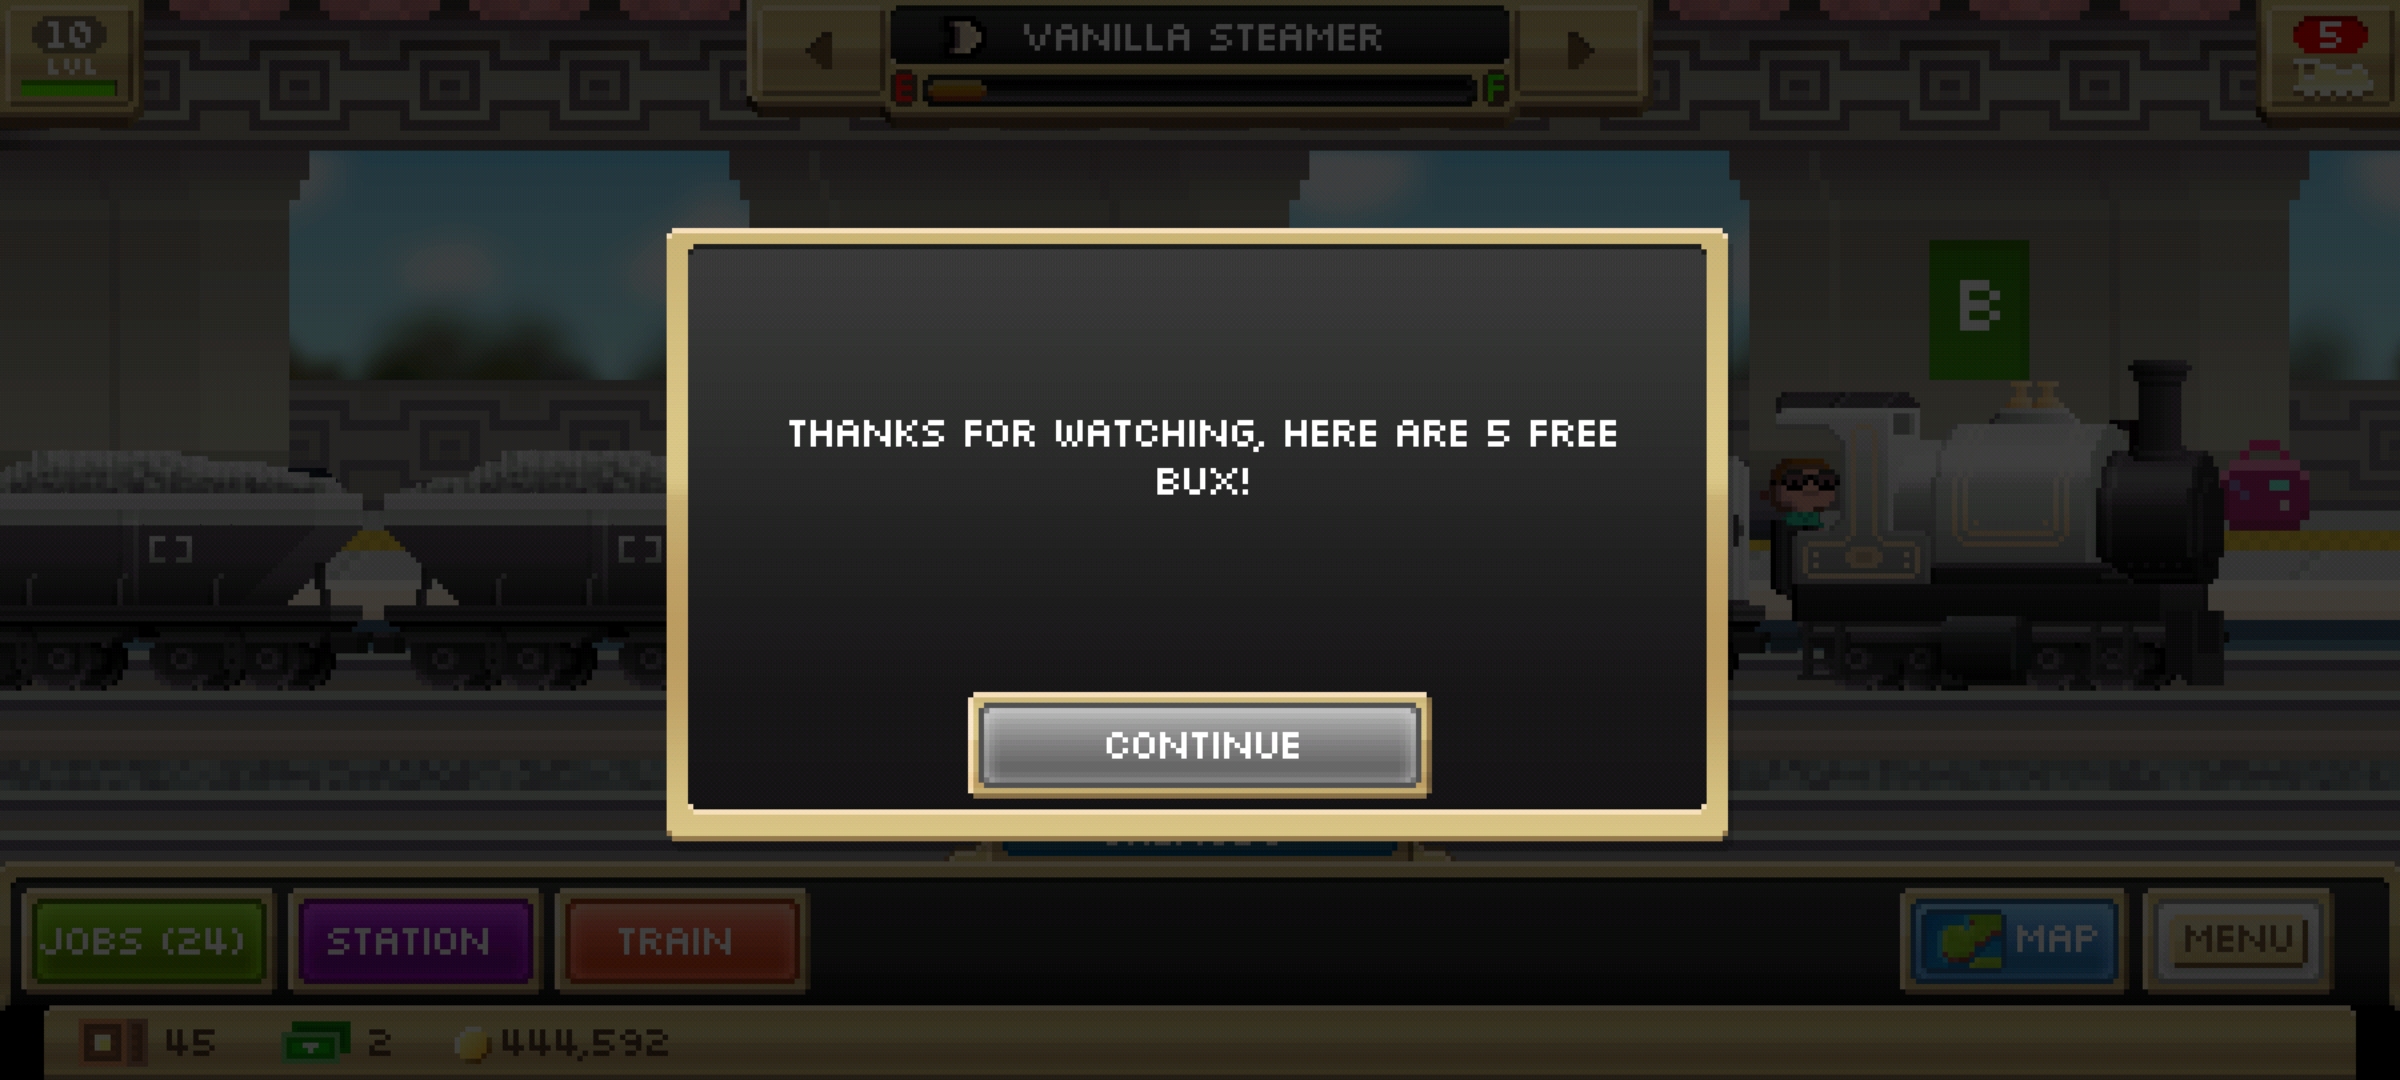 10
LVL
VANILLA STEAMER
E
F
5
B
THANKS FOR WATCHING, HERE ARE 5 FREE
BUX!
CONTINUE
JOBS (24)
STATION
TRAIN
MAP
MENU
45
2
444,592